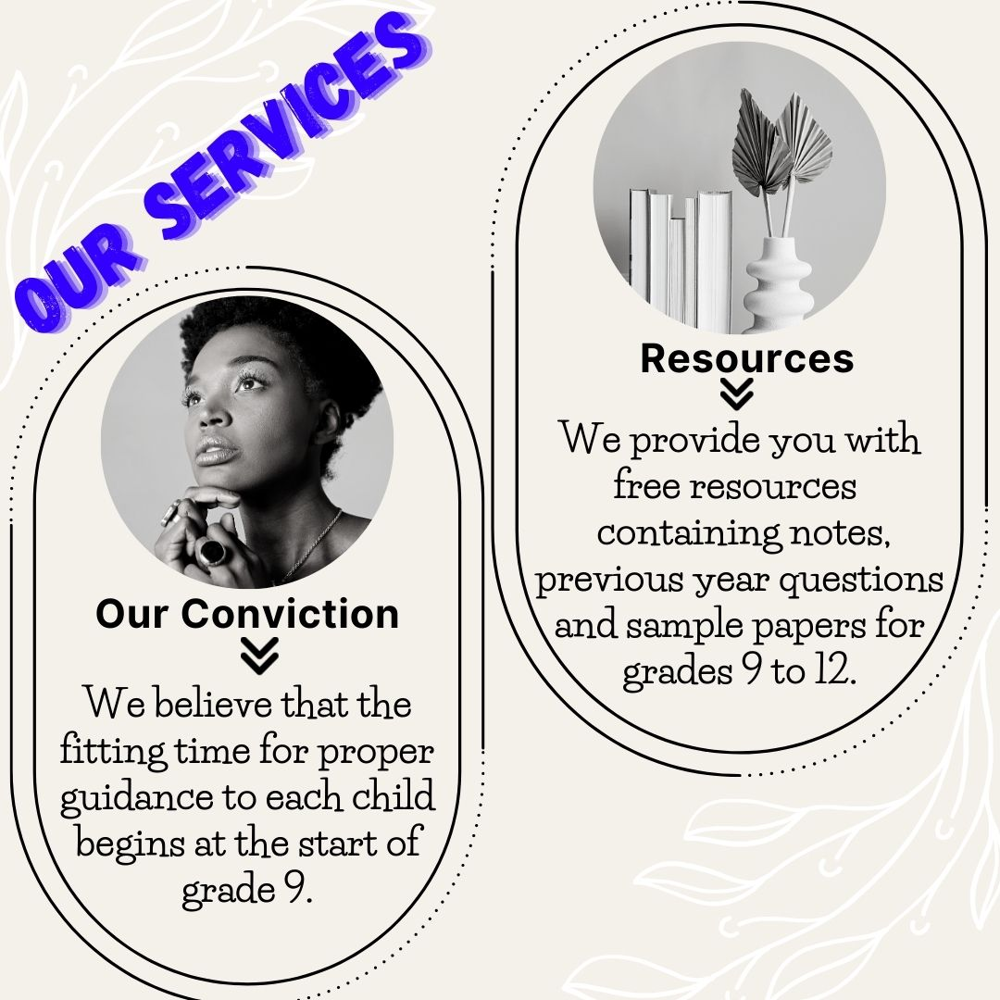 OUR SERVICES
Our Conviction
We believe that the
fitting time for proper
guidance to each child
begins at the start of
grade 9.
Resources
We provide you with
free resources
containing notes,
previous year questions
and sample papers for
grades 9 to 12.